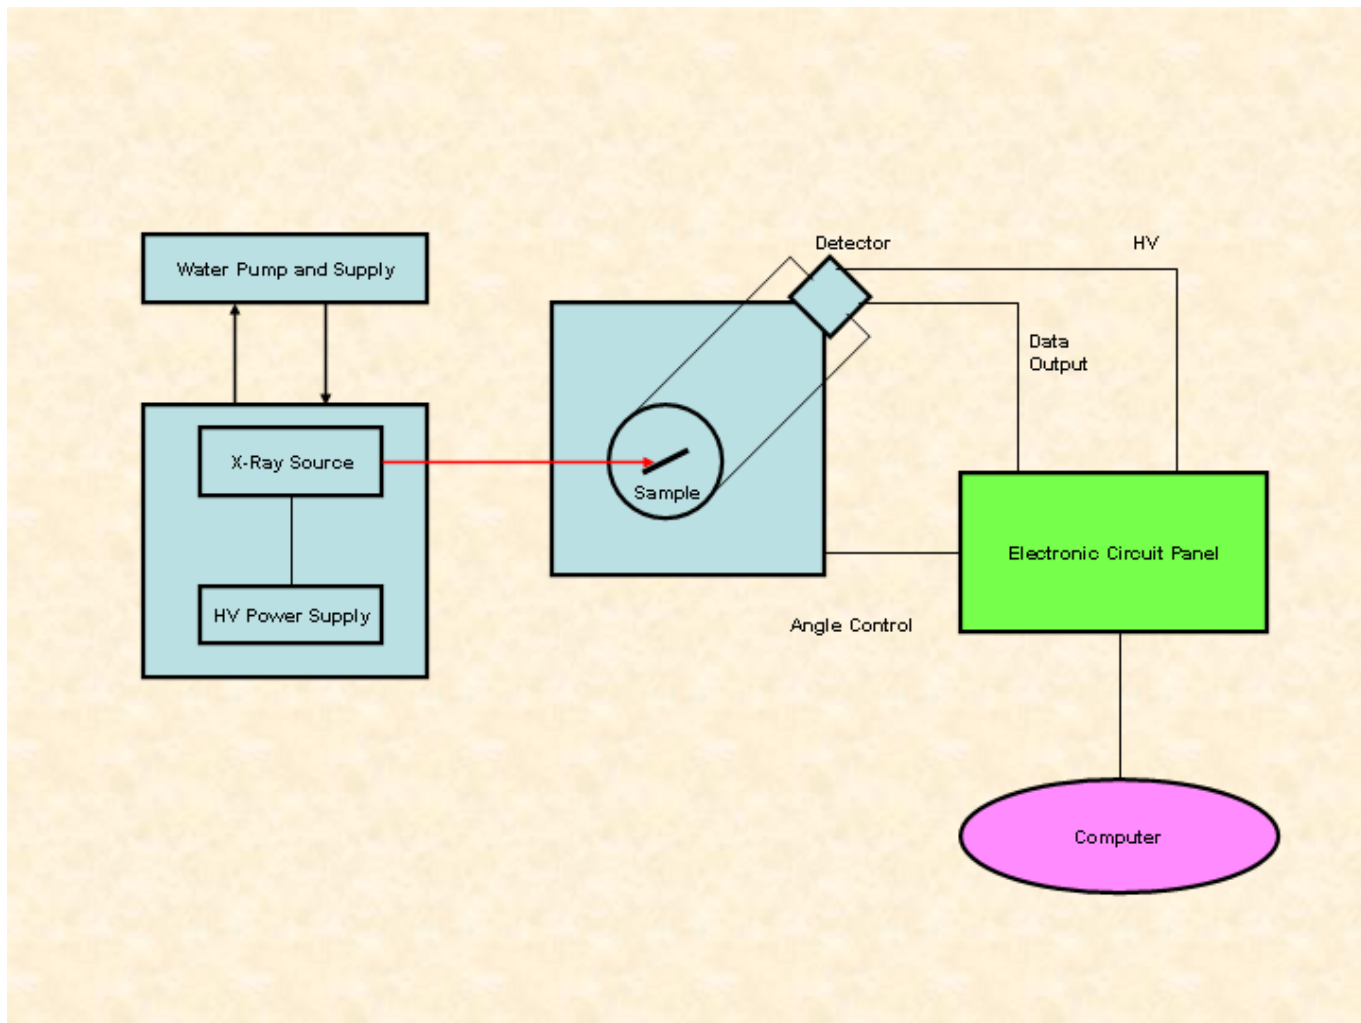 Detector
HV
Water Pump and Supply
Data
Output
X-Ray Source
Sample
Electronic Circuit Panel
HV Power Supply
Angle Control
Computer